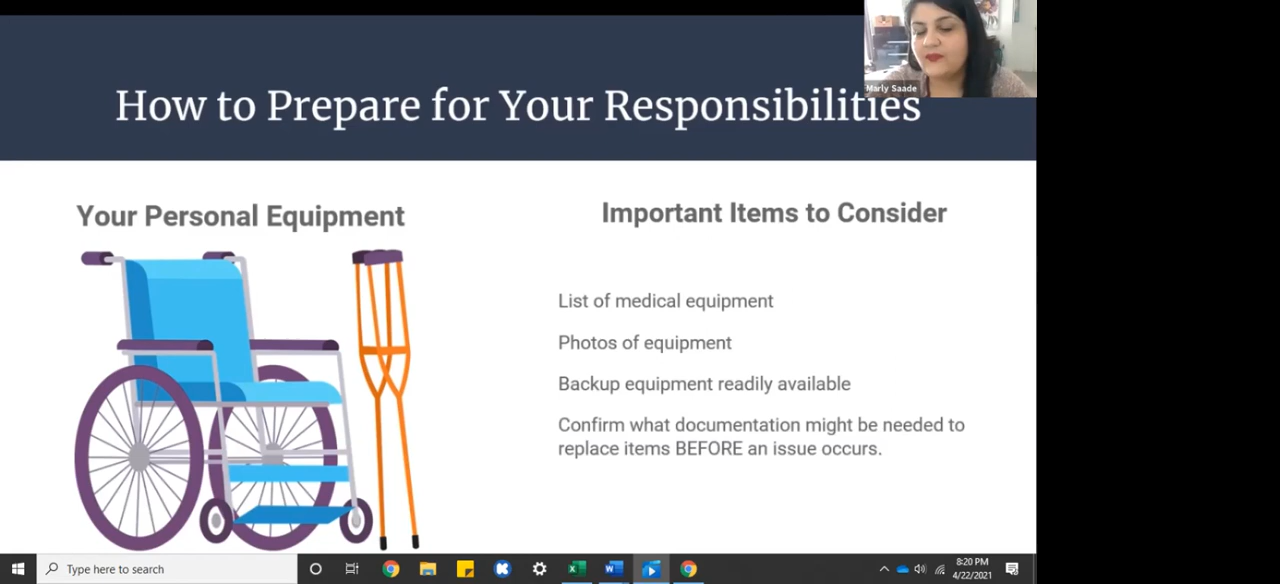 Marly Saade
How to Prepare for Your Responsibilities
Your Personal Equipment
Important Items to Consider
List of medical equipment
Photos of equipment
Backup equipment readily available
Confirm what documentation might be needed to
replace items BEFORE an issue occurs.
Type here to search
8:20 PM
4/22/2021